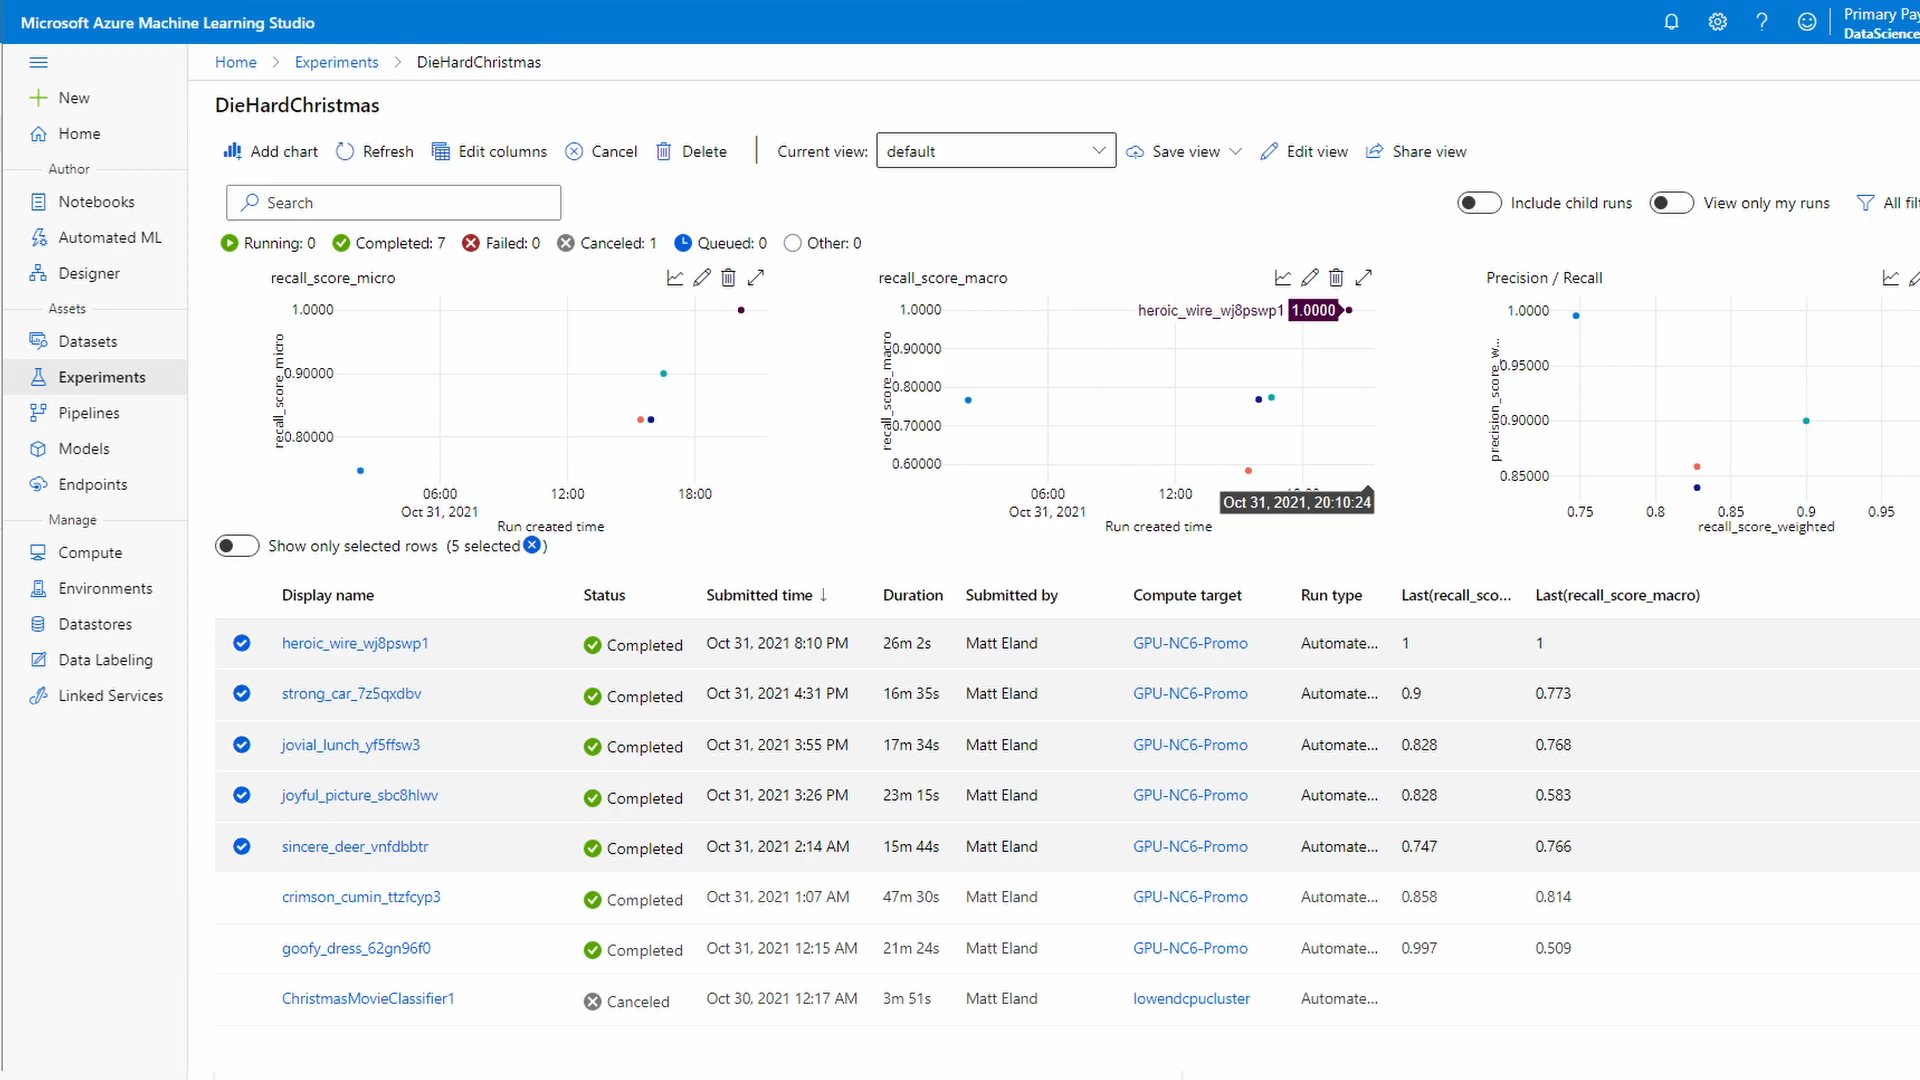 Microsoft Azure Machine Learning Studio
Primary Pay
DataScience
Home > Experiments > DieHardChristmas
New
Home
Author
Notebooks
Automated ML
Designer
Assets
Datasets
Experiments
Pipelines
Models
Endpoints
Manage
Compute
Environments
Datastores
Data Labeling
Linked Services
DieHardChristmas
Add chart Refresh Edit columns Cancel Delete Current view: default Save view Edit view Share view
Search
Include child runs View only my runs All filt
Running: 0 Completed: 7 Failed: 0 Canceled: 1 Queued: 0 Other: 0
recall_score_micro
recall_score_micro
1.0000
0.90000
0.80000
06:00 12:00 18:00
Oct 31, 2021
Run created time
recall_score_macro
recall_score_macro
heroic_wire_wj8pswp1 1.0000
1.0000
0.90000
0.80000
0.70000
0.60000
06:00 12:00
Oct 31, 2021
Oct 31, 2021, 20:10:24
Run created time
Precision / Recall
precision_score_w...
1.0000
0.95000
0.90000
0.85000
0.75 0.8 0.85 0.9 0.95
recall_score_weighted
Show only selected rows (5 selected )
Display name Status Submitted time ↓ Duration Submitted by Compute target Run type Last(recall_sco... Last(recall_score_macro)
heroic_wire_wj8pswp1 Completed Oct 31, 2021 8:10 PM 26m 2s Matt Eland GPU-NC6-Promo Automate... 1 1
strong_car_7z5qxdbv Completed Oct 31, 2021 4:31 PM 16m 35s Matt Eland GPU-NC6-Promo Automate... 0.9 0.773
jovial_lunch_yf5ffsw3 Completed Oct 31, 2021 3:55 PM 17m 34s Matt Eland GPU-NC6-Promo Automate... 0.828 0.768
joyful_picture_sbc8hlwv Completed Oct 31, 2021 3:26 PM 23m 15s Matt Eland GPU-NC6-Promo Automate... 0.828 0.583
sincere_deer_vnfdbbtr Completed Oct 31, 2021 2:14 AM 15m 44s Matt Eland GPU-NC6-Promo Automate... 0.747 0.766
crimson_cumin_ttzfcyp3 Completed Oct 31, 2021 1:07 AM 47m 30s Matt Eland GPU-NC6-Promo Automate... 0.858 0.814
goofy_dress_62gn96f0 Completed Oct 31, 2021 12:15 AM 21m 24s Matt Eland GPU-NC6-Promo Automate... 0.997 0.509
ChristmasMovieClassifier1 Canceled Oct 30, 2021 12:17 AM 3m 51s Matt Eland lowendcpucluster Automate...